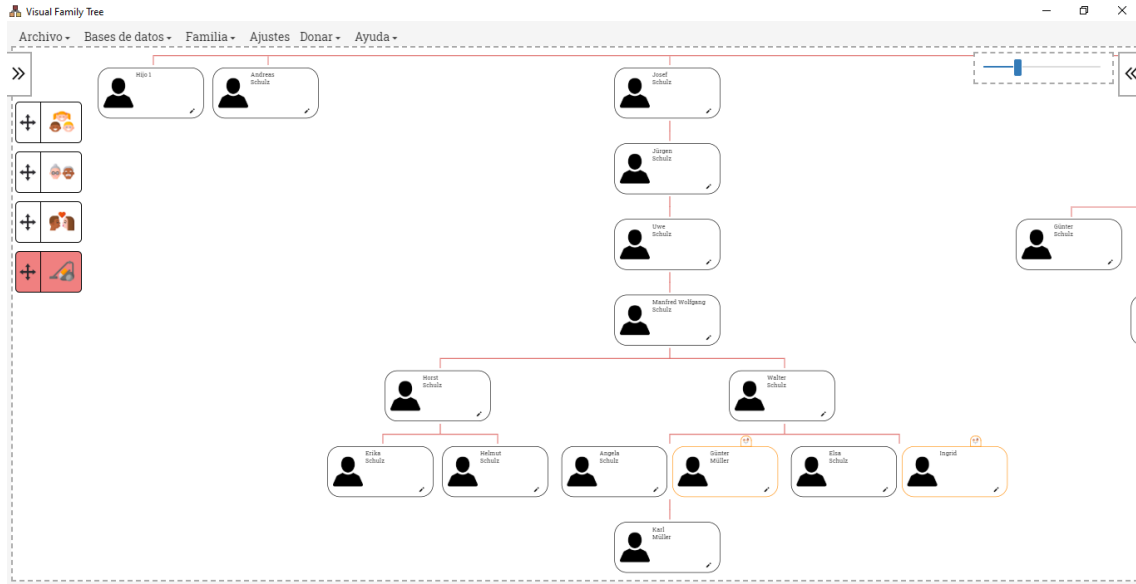 Visual Family Tree
Archivo Bases de datos Familia Ajustes Donar Ayuda
Hijo 1
Andreas
Schulz
Josef
Schulz
Jürgen
Schulz
Uwe
Schulz
Günter
Schulz
Manfred Wolfgang
Schulz
Horst
Schulz
Walter
Schulz
Erika
Schulz
Helmut
Schulz
Angela
Schulz
Günter
Müller
Elsa
Schulz
Ingrid
Karl
Müller